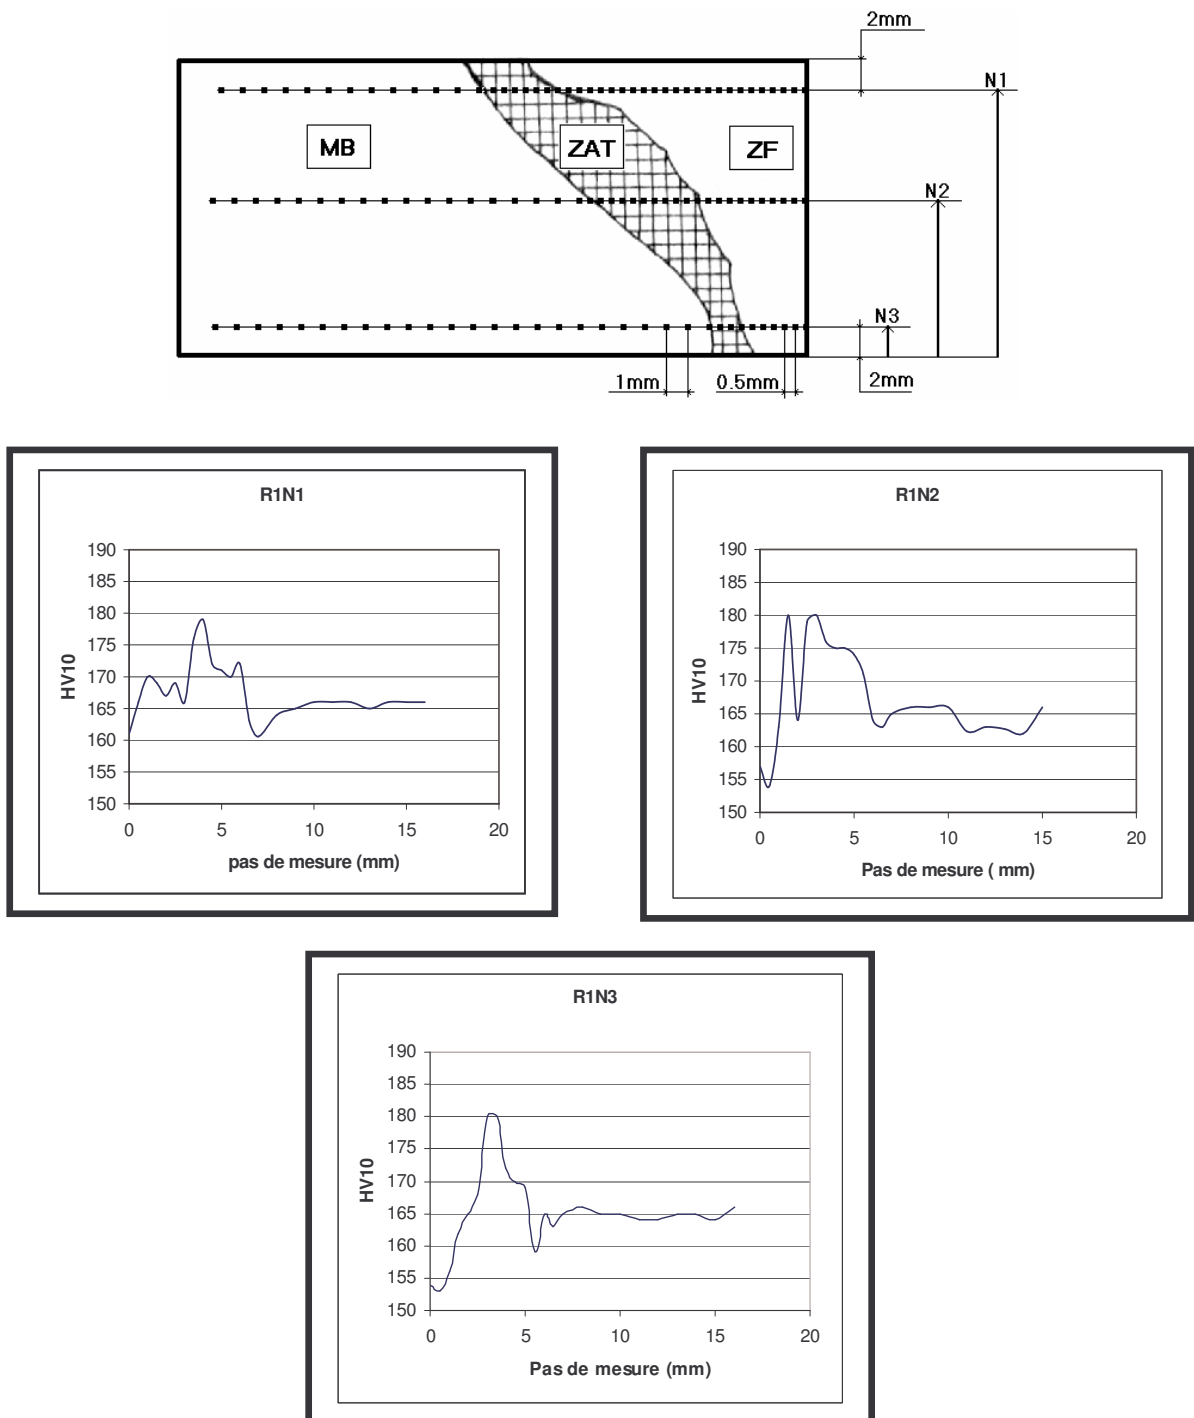 2mm
N1
MB
ZAT
ZF
N2
N3
1mm
0.5mm
2mm
R1N1
190
185
180
175
170
165
160
155
150
HV10
0 5 10 15 20
pas de mesure (mm)
R1N2
190
185
180
175
170
165
160
155
150
HV10
0 5 10 15 20
Pas de mesure ( mm)
R1N3
190
185
180
175
170
165
160
155
150
HV10
0 5 10 15 20
Pas de mesure (mm)